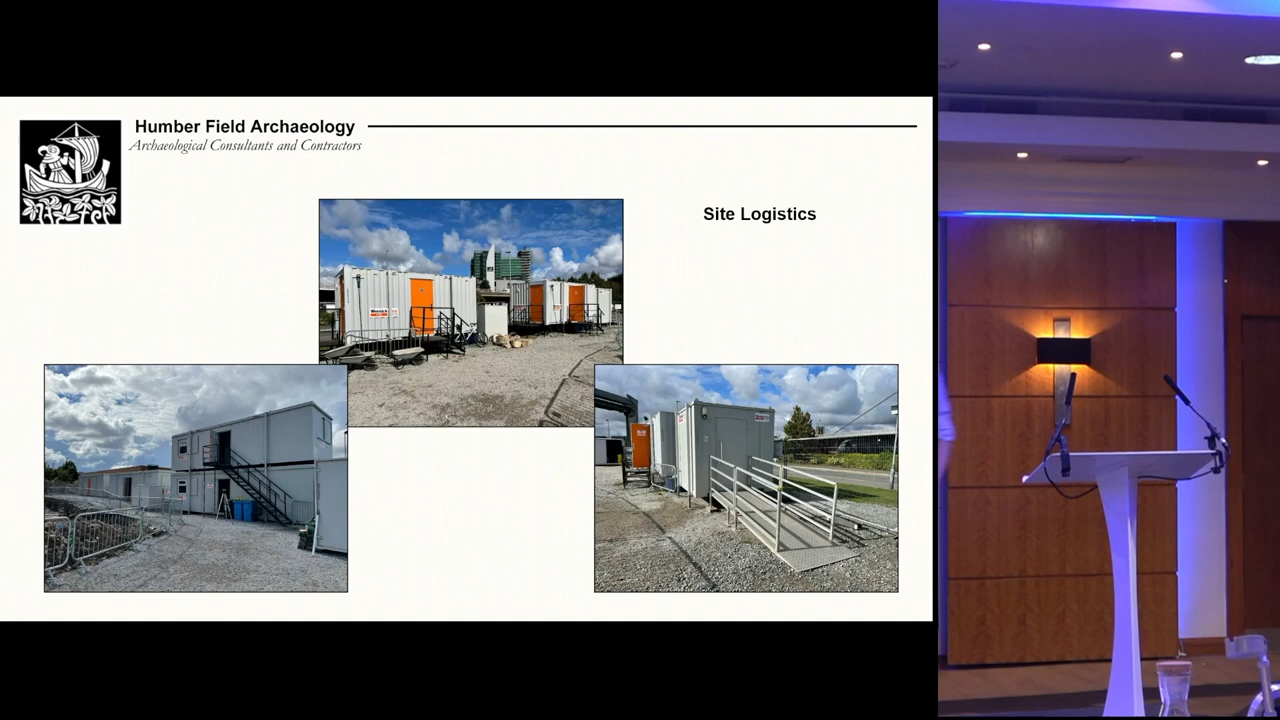 Humber Field Archaeology
Archaeological Consultants and Contractors
Site Logistics